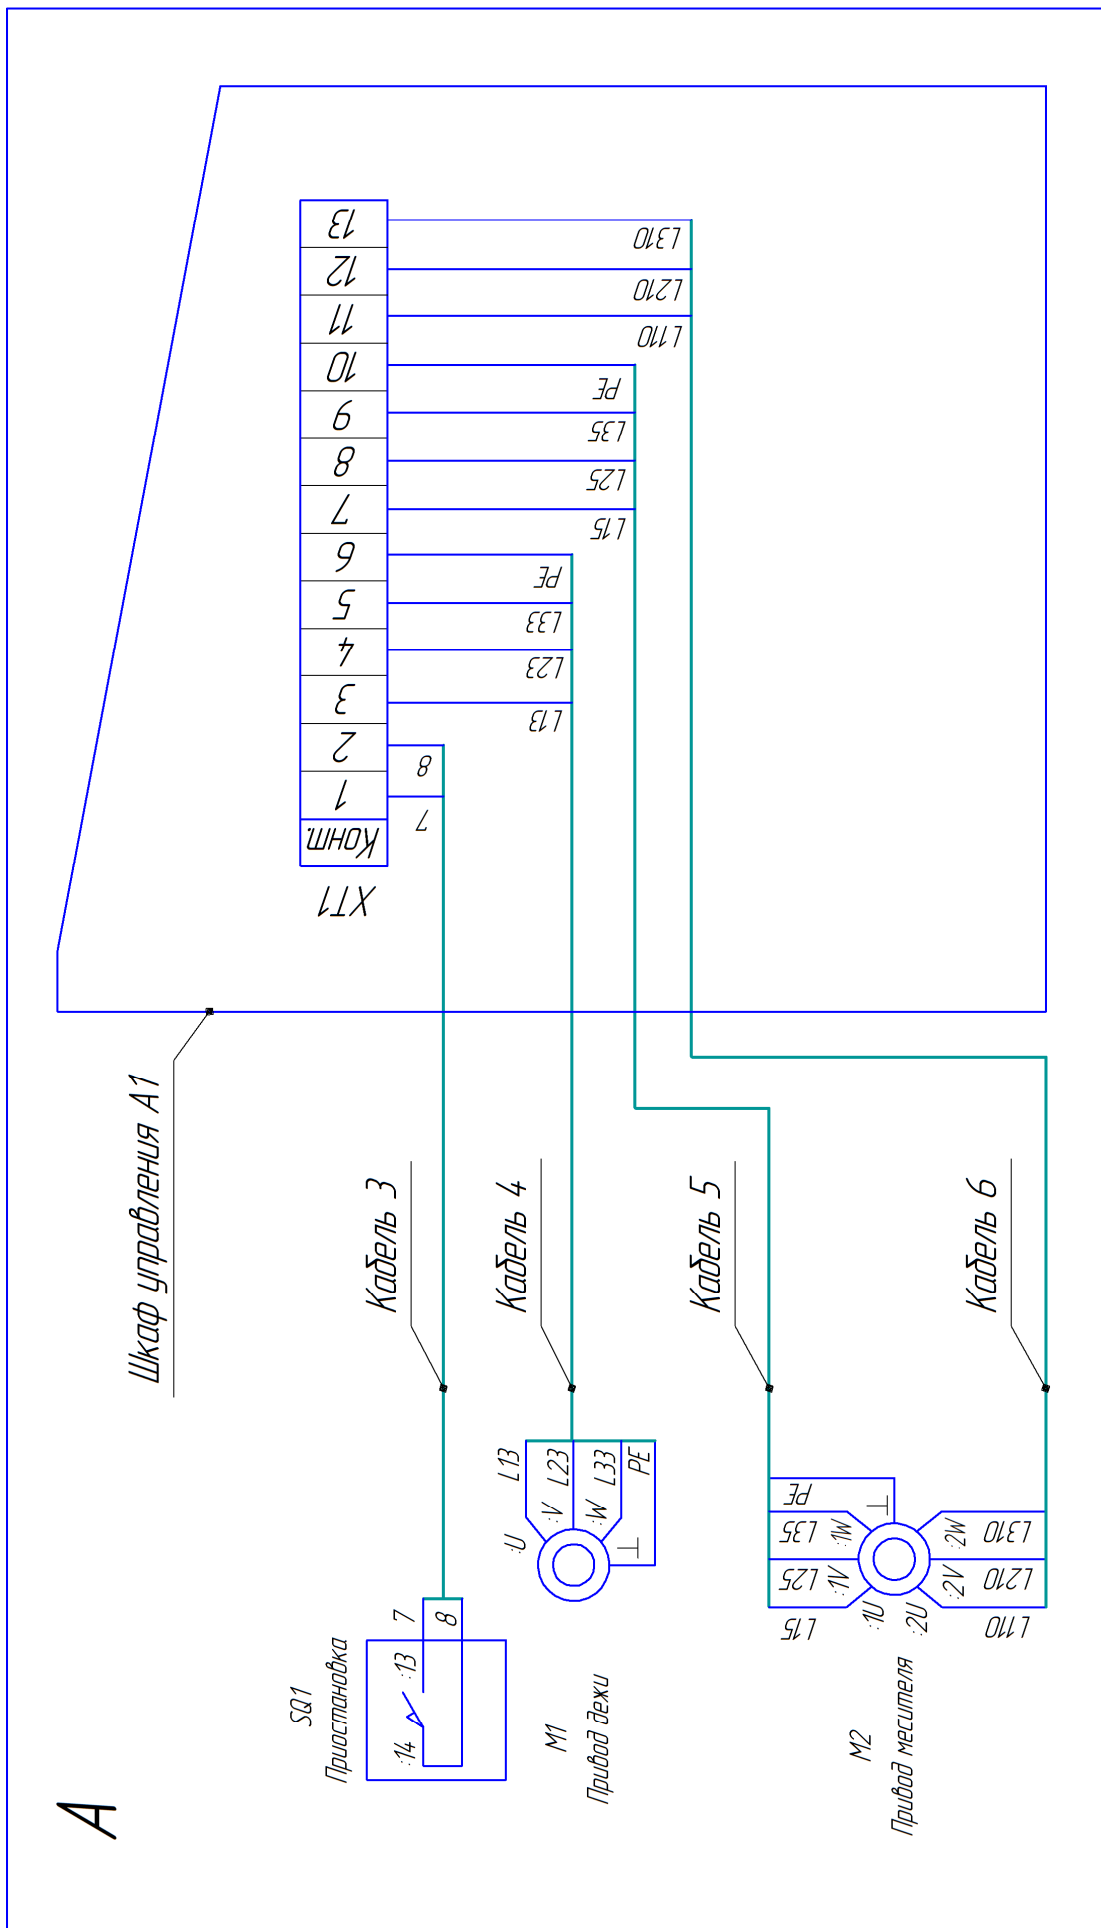 А
Шкаф управления А1
XT1
Конт.
1
2
3
4
5
6
7
8
9
10
11
12
13
7
8
L13
L23
L33
PE
L15
L25
L35
PE
L110
L210
L310
Кабель 3
Кабель 4
Кабель 5
Кабель 6
SQ1
Приостановка
:14
:13
7
8
M1
Привод дежи
:U
:V
:W
L13
L23
L33
PE
M2
Привод месителя
L15
L25
L35
PE
:1U
:1V
:1W
:2U
:2V
:2W
L110
L210
L310